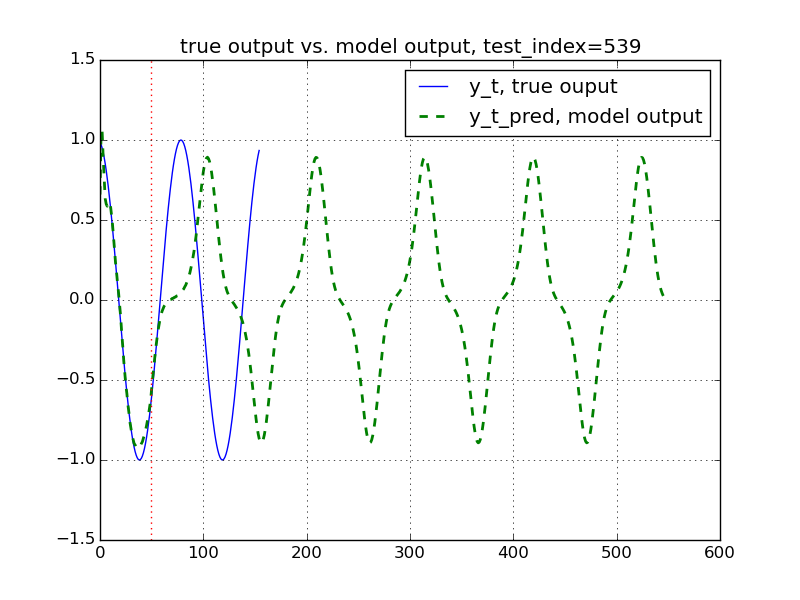 true output vs. model output, test_index=539
1.5
1.0
0.5
0.0
−0.5
−1.0
−1.5
y_t, true ouput
y_t_pred, model output
0 100 200 300 400 500 600